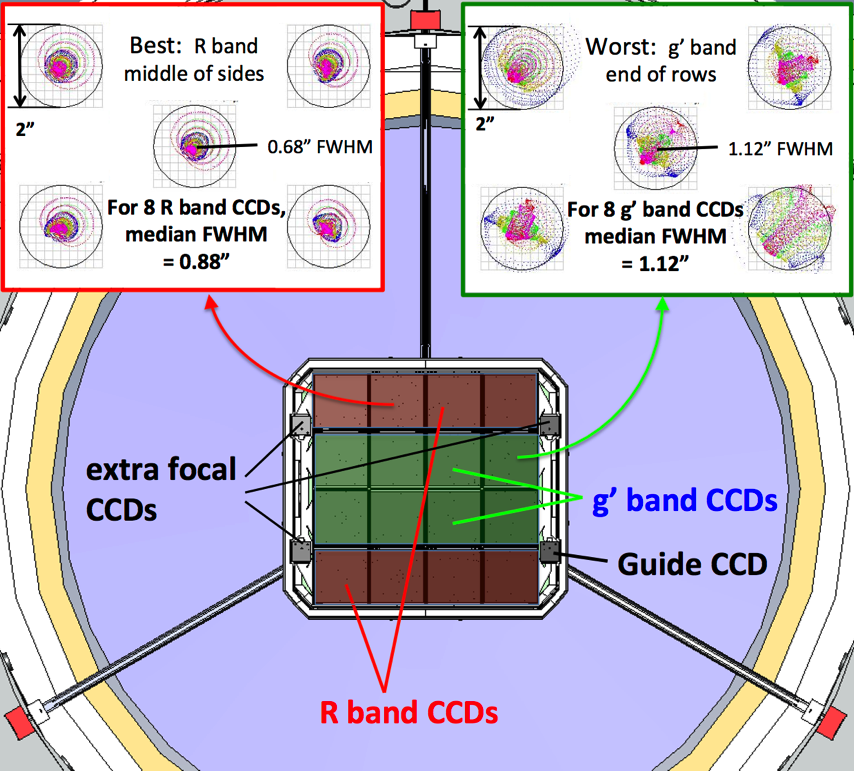 Best: R band
middle of sides
2”
0.68” FWHM
For 8 R band CCDs,
median FWHM
= 0.88”
Worst: g’ band
end of rows
2”
1.12” FWHM
For 8 g’ band CCDs
median FWHM
= 1.12”
extra focal
CCDs
g’ band CCDs
Guide CCD
R band CCDs